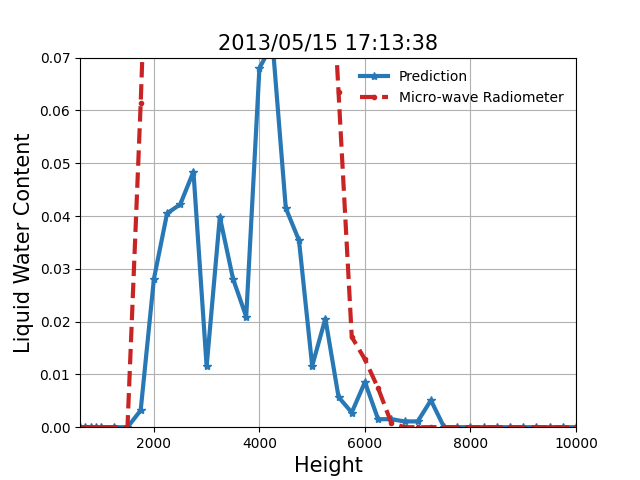 2013/05/15 17:13:38
Prediction
Micro-wave Radiometer
0.07
0.06
0.05
0.04
0.03
0.02
0.01
0.00
Liquid Water Content
2000 4000 6000 8000 10000
Height